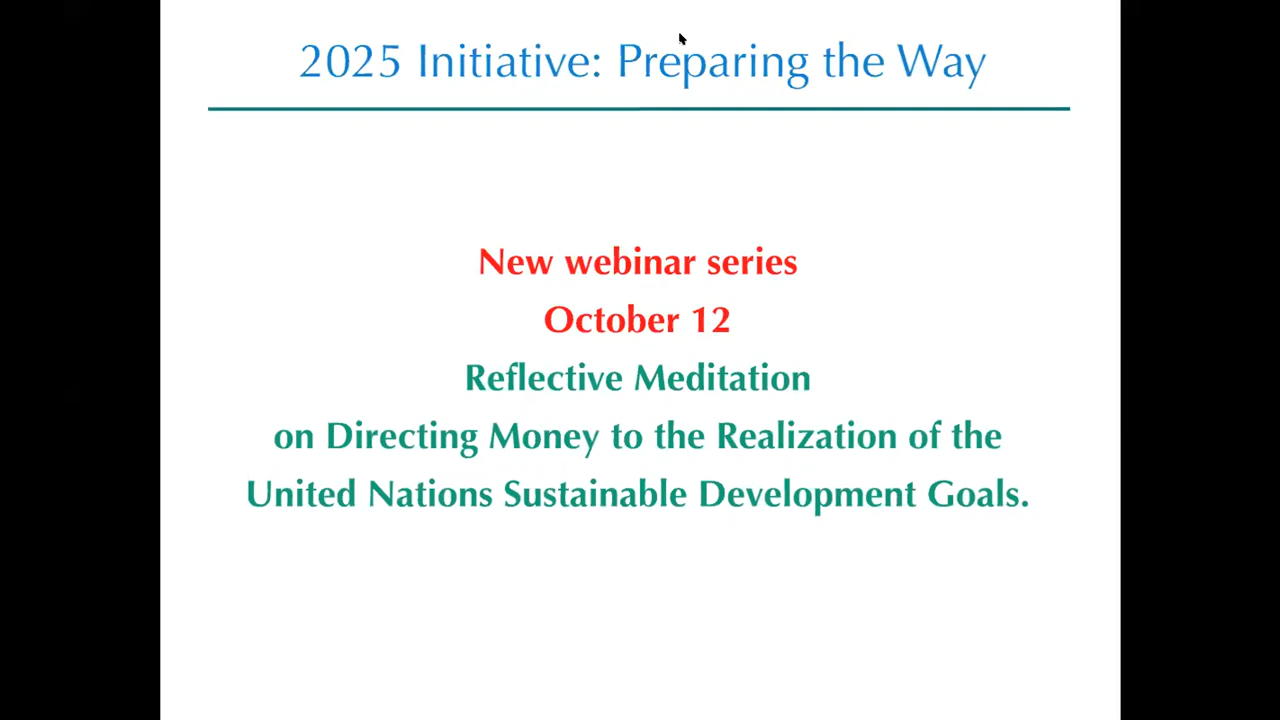 2025 Initiative: Preparing the Way
New webinar series
October 12
Reflective Meditation
on Directing Money to the Realization of the
United Nations Sustainable Development Goals.